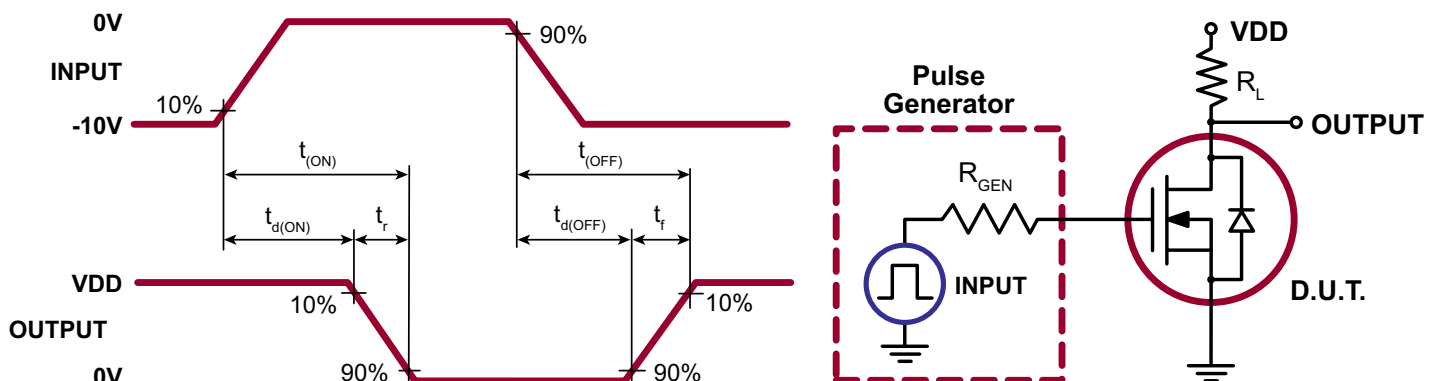 0V
INPUT
-10V
10%
90%
t(ON)
t(OFF)
td(ON)
tr
td(OFF)
tf
VDD
OUTPUT
0V
10%
90%
10%
90%
Pulse
Generator
RGEN
INPUT
VDD
RL
OUTPUT
D.U.T.